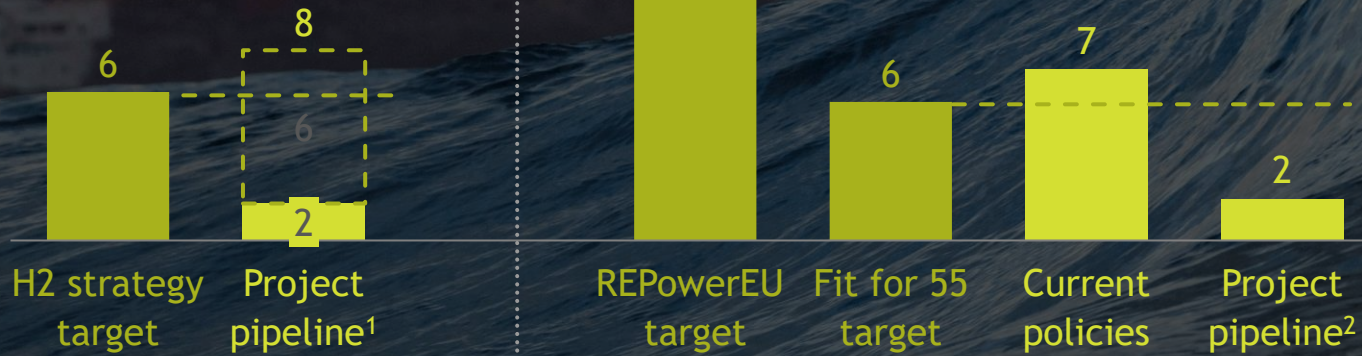 8
6
6
2
6
7
2
H2 strategy
target
Project
pipeline¹
REPowerEU
target
Fit for 55
target
Current
policies
Project
pipeline²